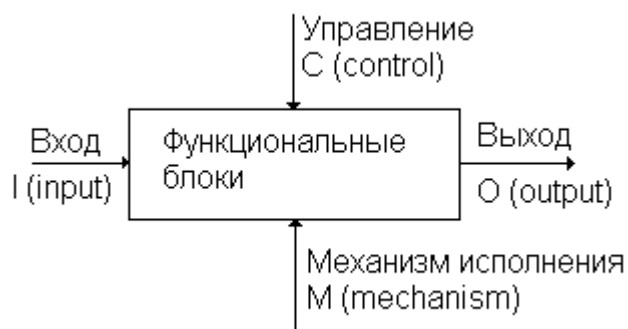 Управление
C (control)
Вход
I (input)
Функциональные
блоки
Выход
O (output)
Механизм исполнения
M (mechanism)